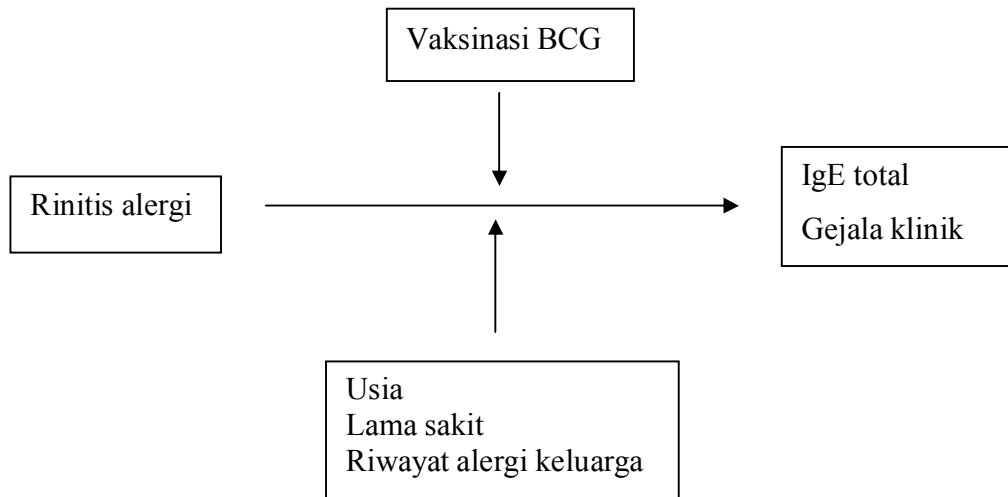 Vaksinasi BCG
Rinitis alergi
IgE total
Gejala klinik
Usia
Lama sakit
Riwayat alergi keluarga